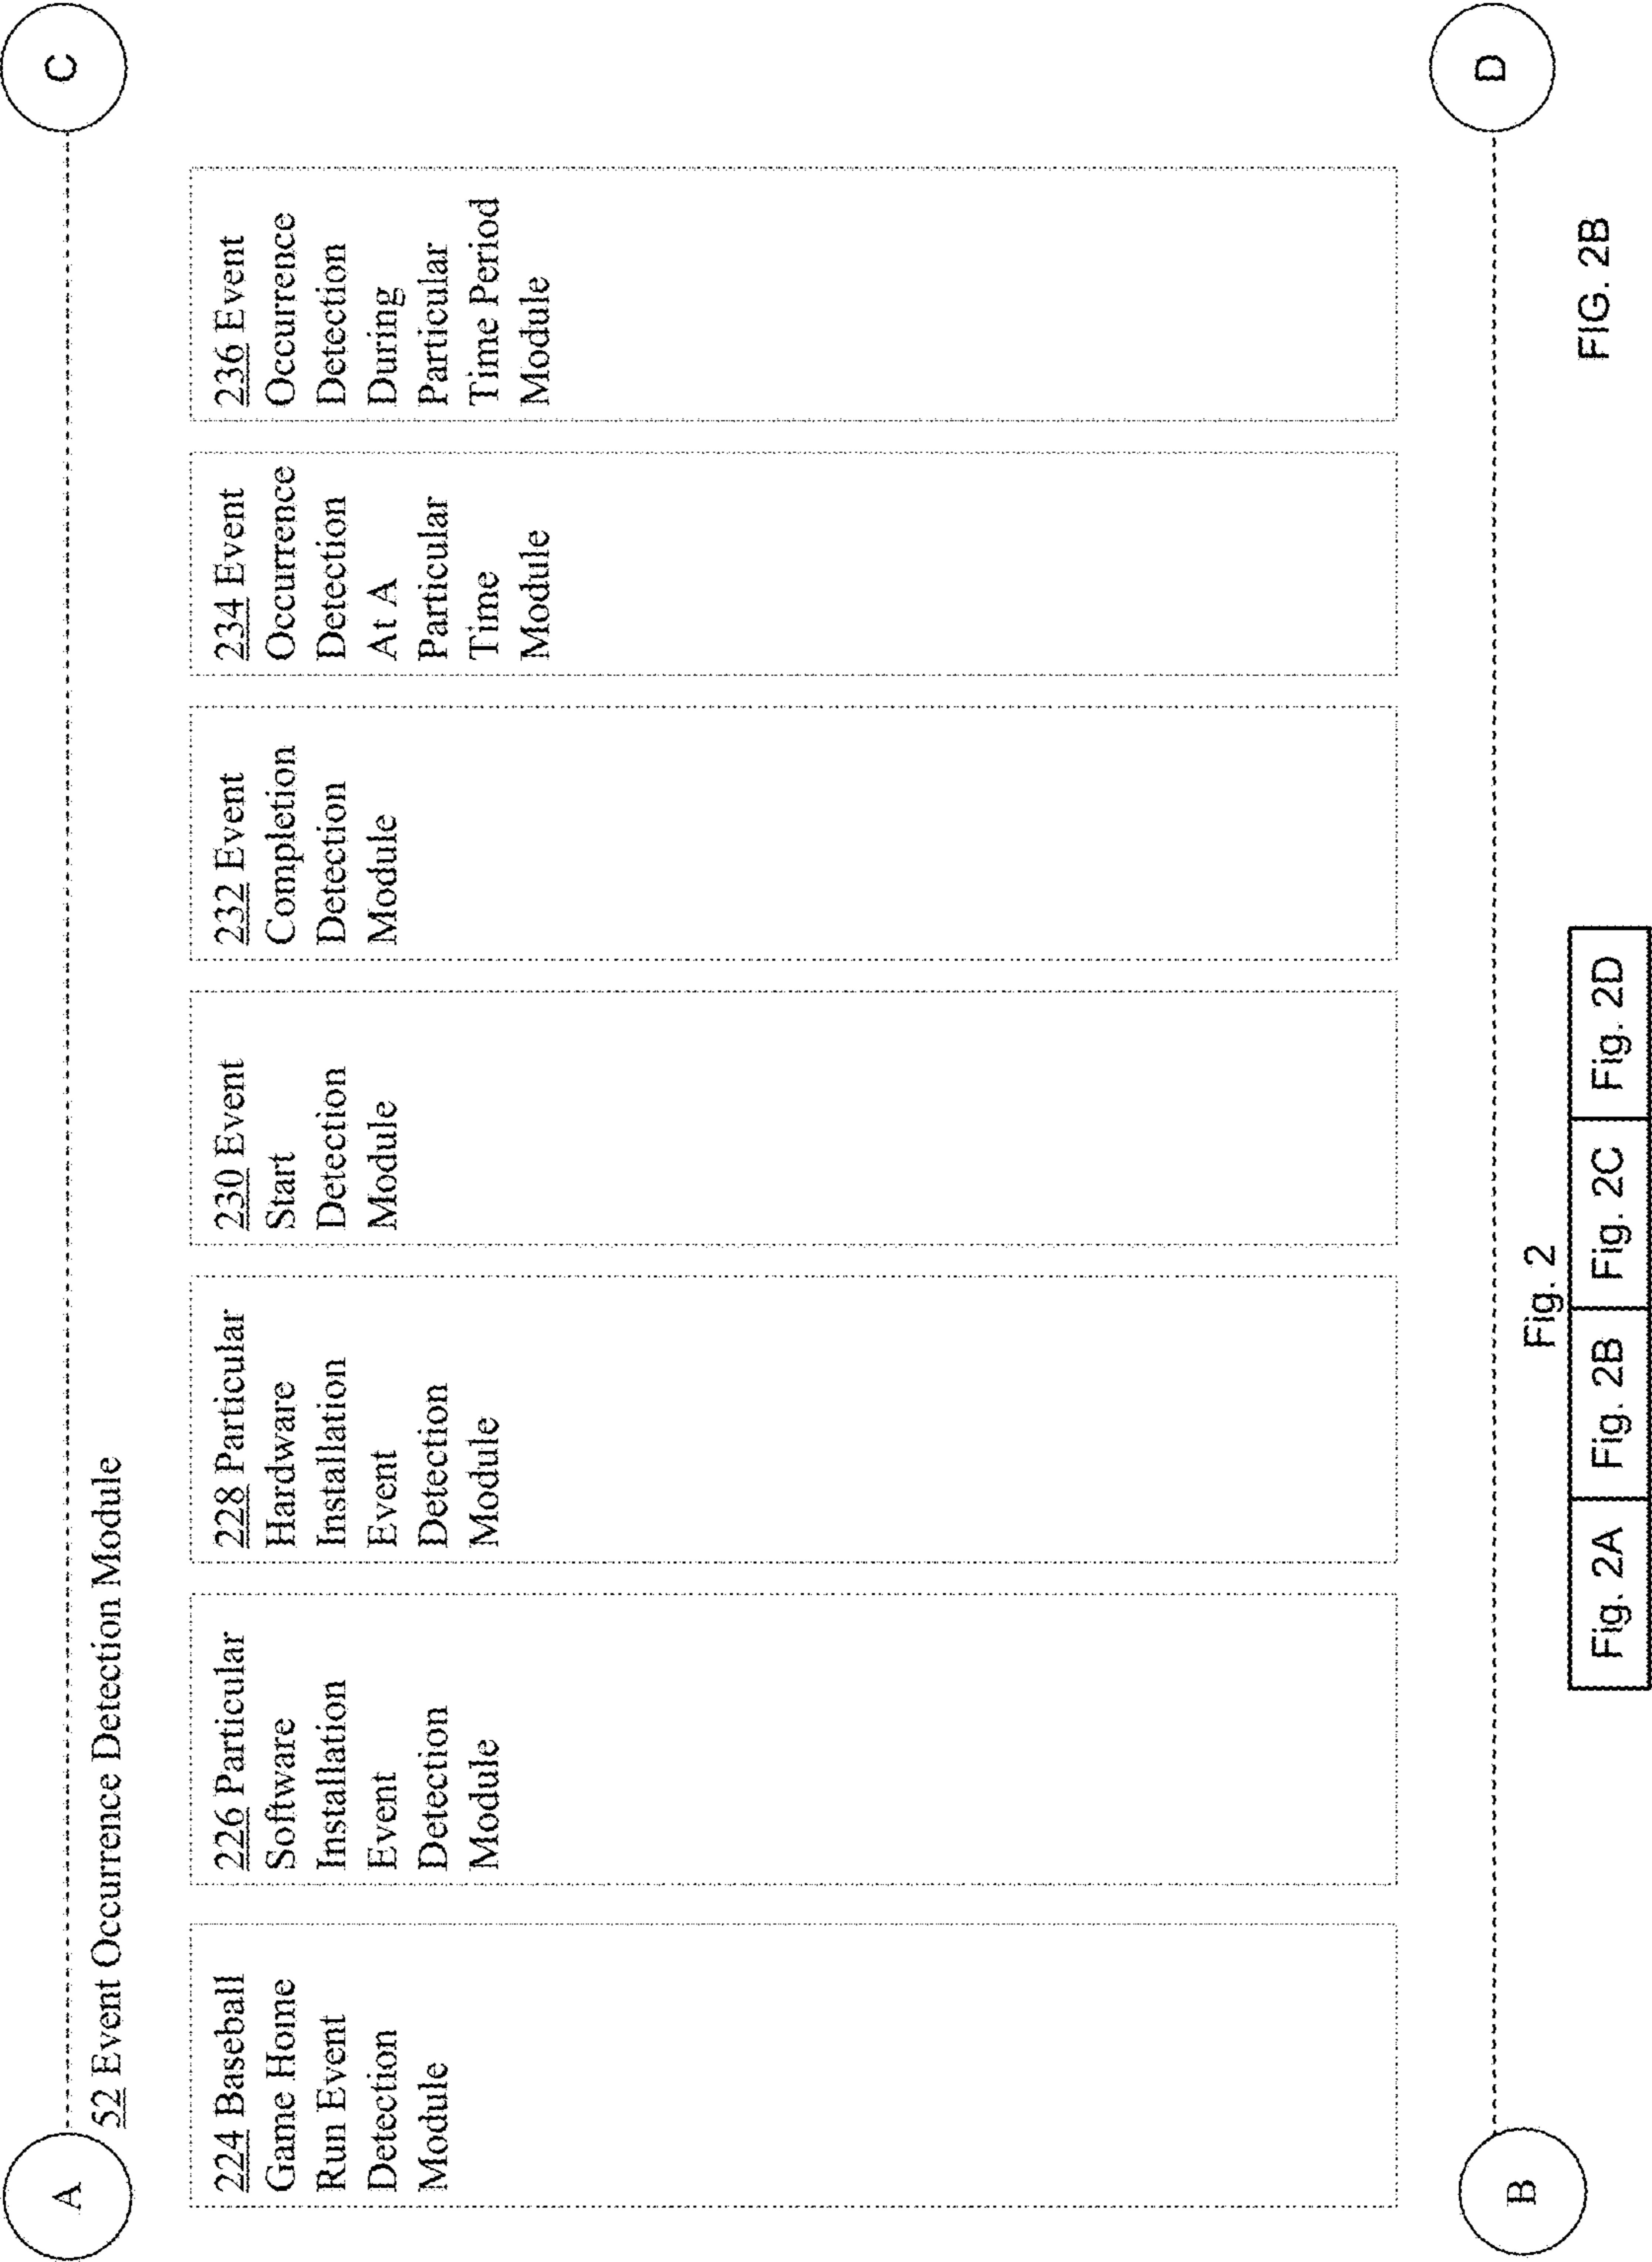 A
C
52 Event Occurrence Detection Module
224 Baseball
Game Home
Run Event
Detection
Module
226 Particular
Software
Installation
Event
Detection
Module
228 Particular
Hardware
Installation
Event
Detection
Module
230 Event
Start
Detection
Module
232 Event
Completion
Detection
Module
234 Event
Occurrence
Detection
At A
Particular
Time
Module
236 Event
Occurrence
Detection
During
Particular
Time Period
Module
B
D
Fig. 2
Fig. 2A Fig. 2B Fig. 2C Fig. 2D
FIG. 2B